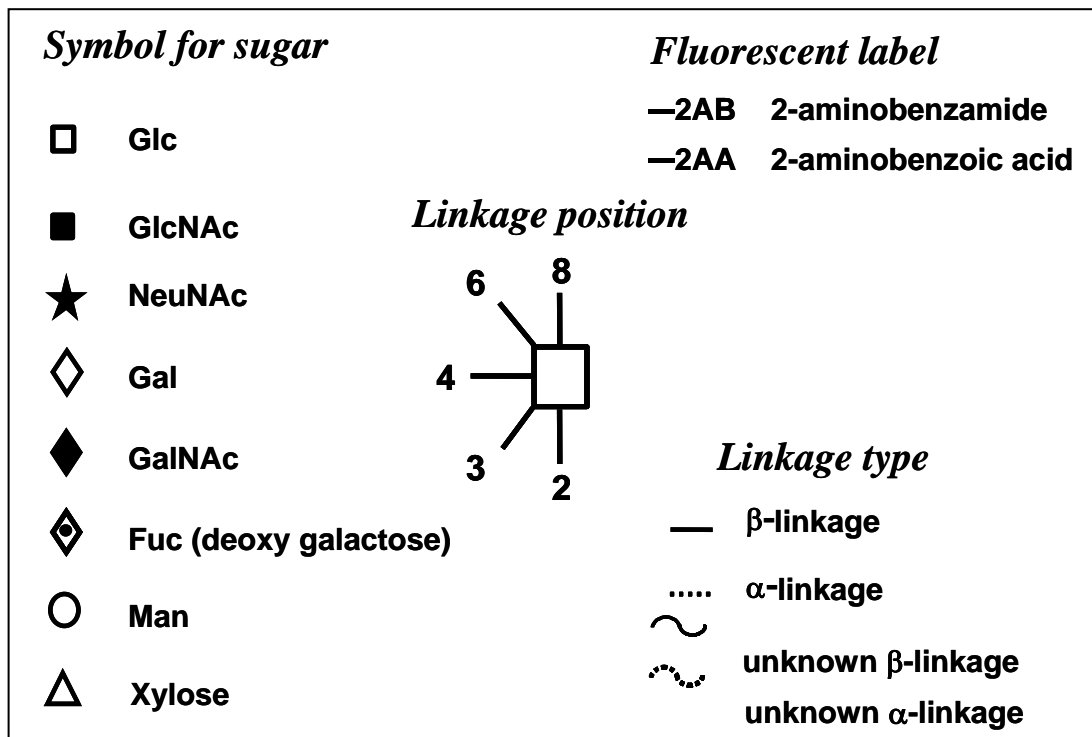 Symbol for sugar
Glc
GlcNAc
NeuNAc
Gal
GalNAc
Fuc (deoxy galactose)
Man
Xylose
Fluorescent label
—2AB 2-aminobenzamide
—2AA 2-aminobenzoic acid
Linkage position
6 8
4
3 2
Linkage type
β-linkage
α-linkage
unknown β-linkage
unknown α-linkage